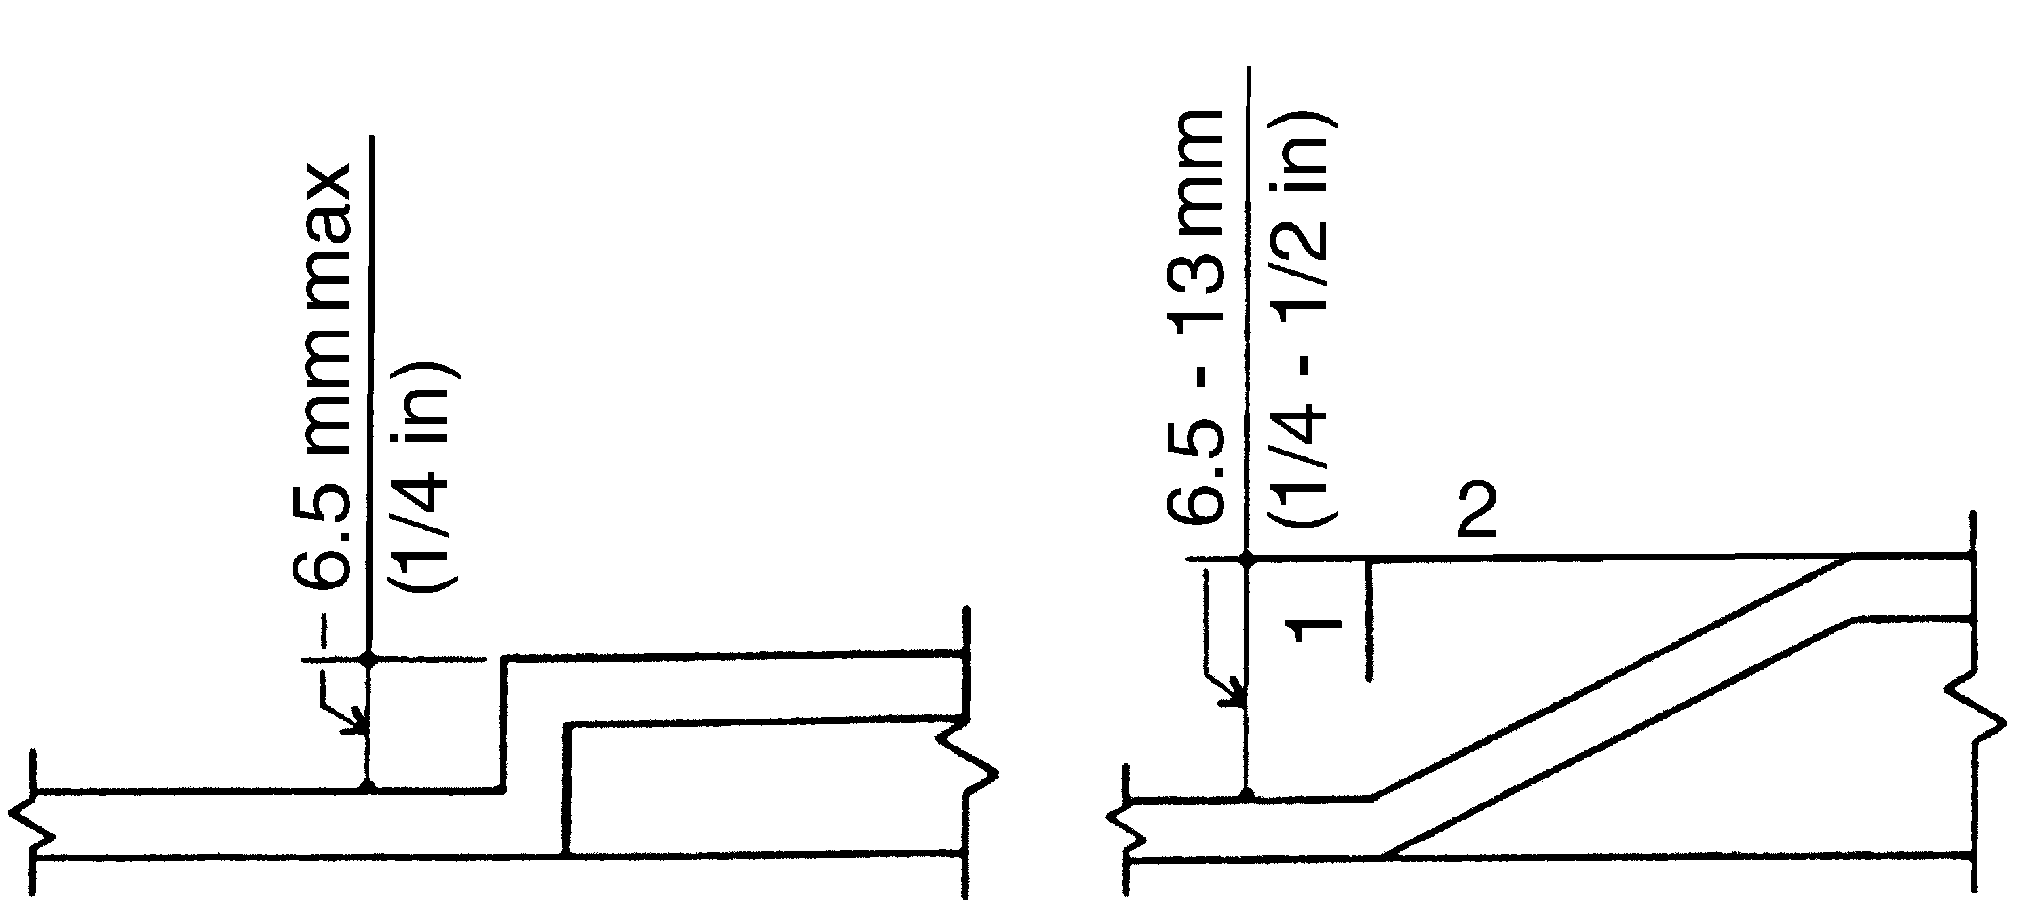 6.5 mm max
(1/4 in)
6.5 - 13 mm
(1/4 - 1/2 in)
2
1